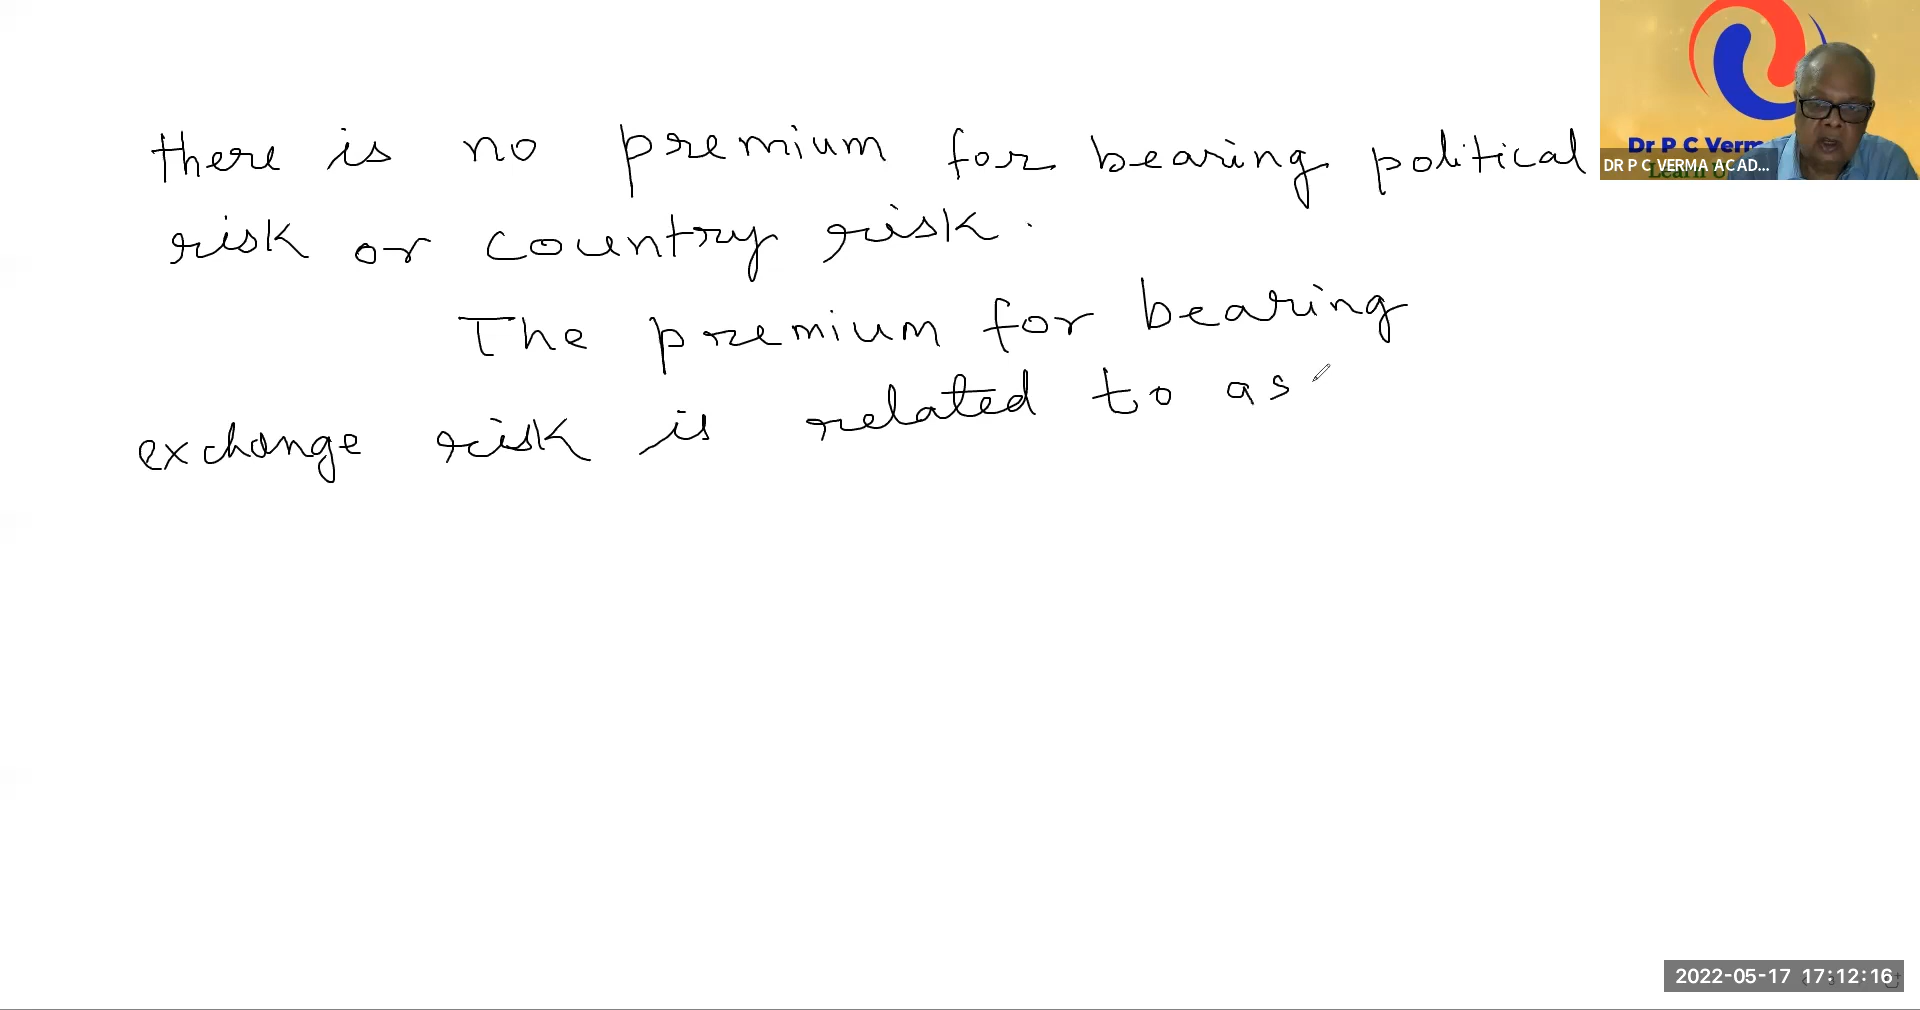 there is no premium for bearing political
risk or country risk.
The premium for bearing
exchange risk is related to as
Dr P C Verm
DR P C VERMA ACAD...
Learn U
2022-05-17 17:12:16